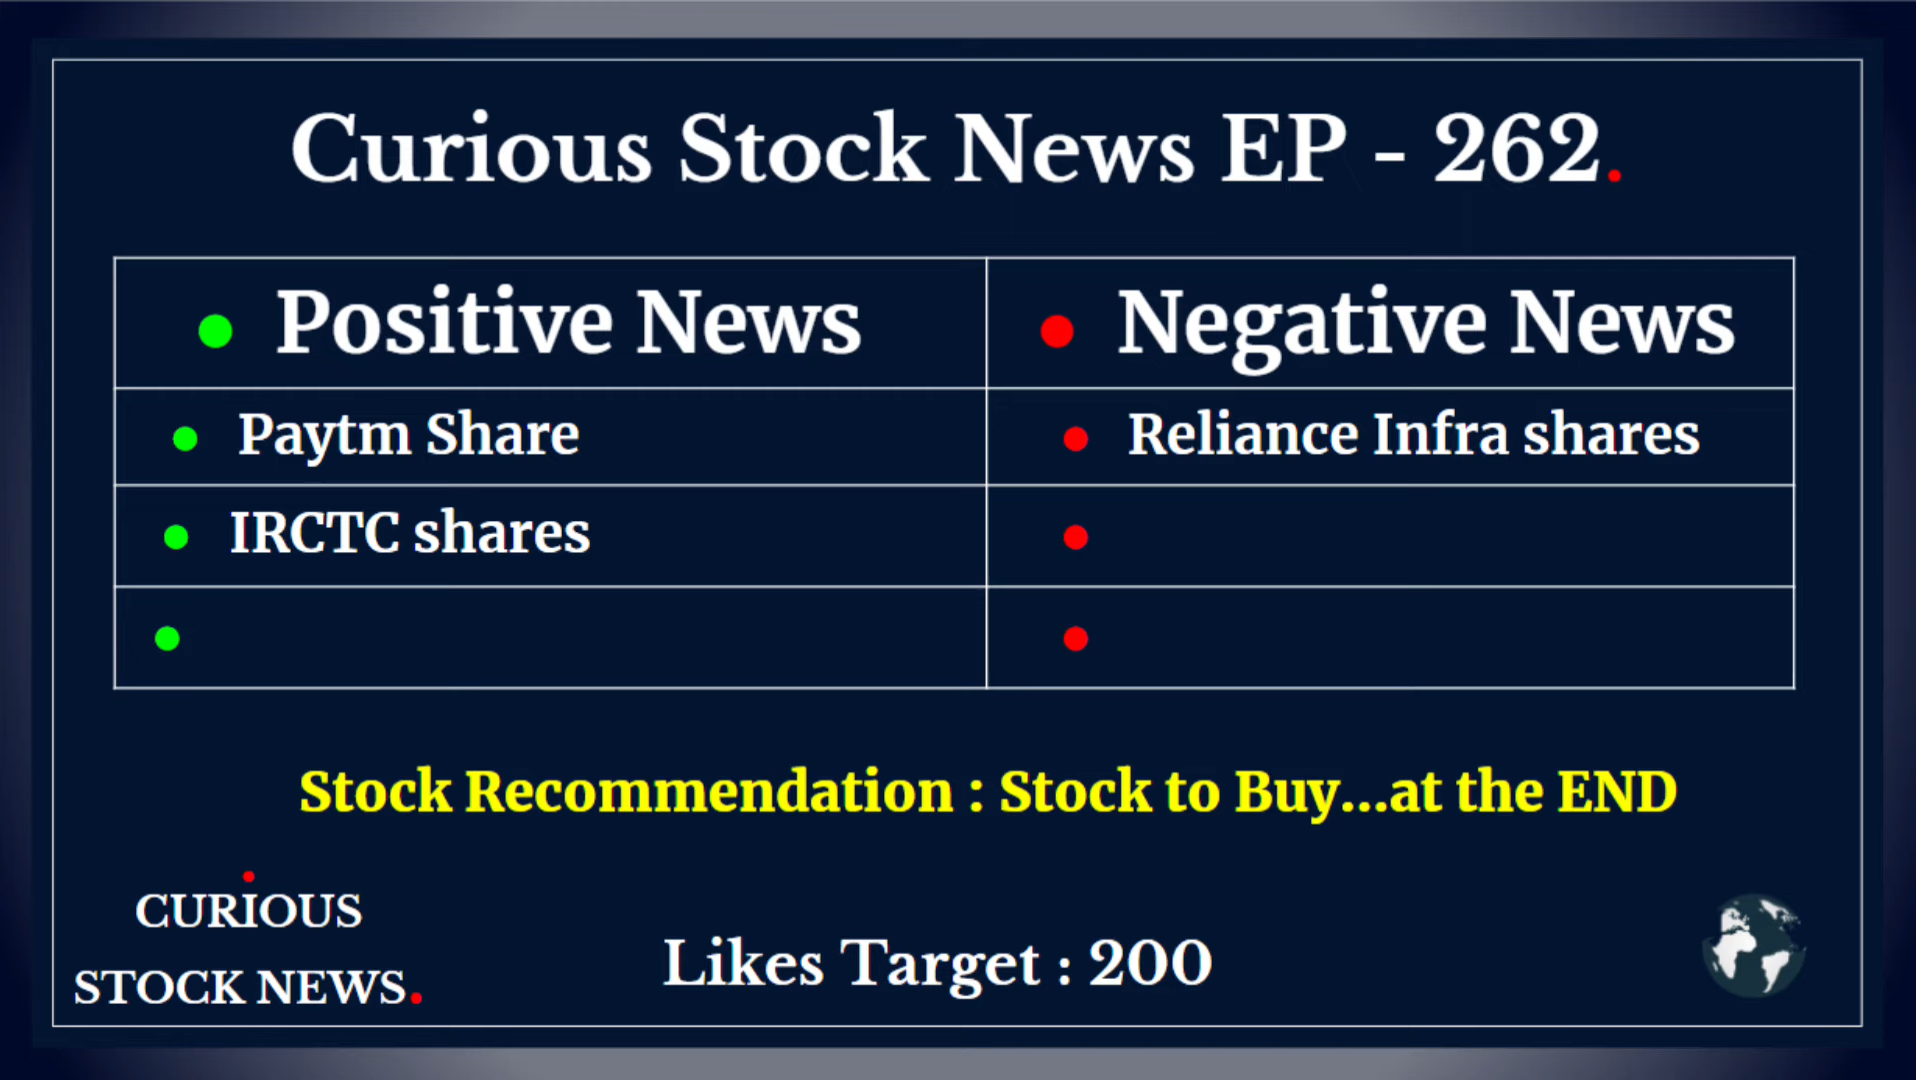 Curious Stock News EP - 262.
Positive News
Negative News
Paytm Share
Reliance Infra shares
IRCTC shares
Stock Recommendation : Stock to Buy...at the END
CURIOUS
STOCK NEWS.
Likes Target : 200